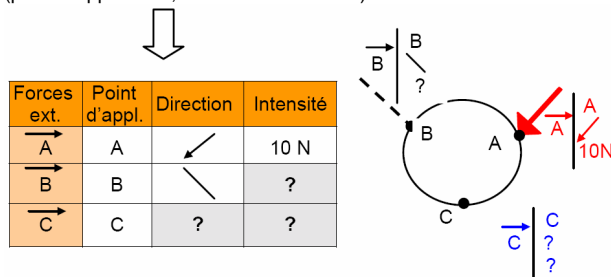 Forces ext. Point d'appl. Direction Intensité
A A 10 N
B B ?
C C ? ?
B
B
?
B
A
A
A
10N
C
C
C
?
?